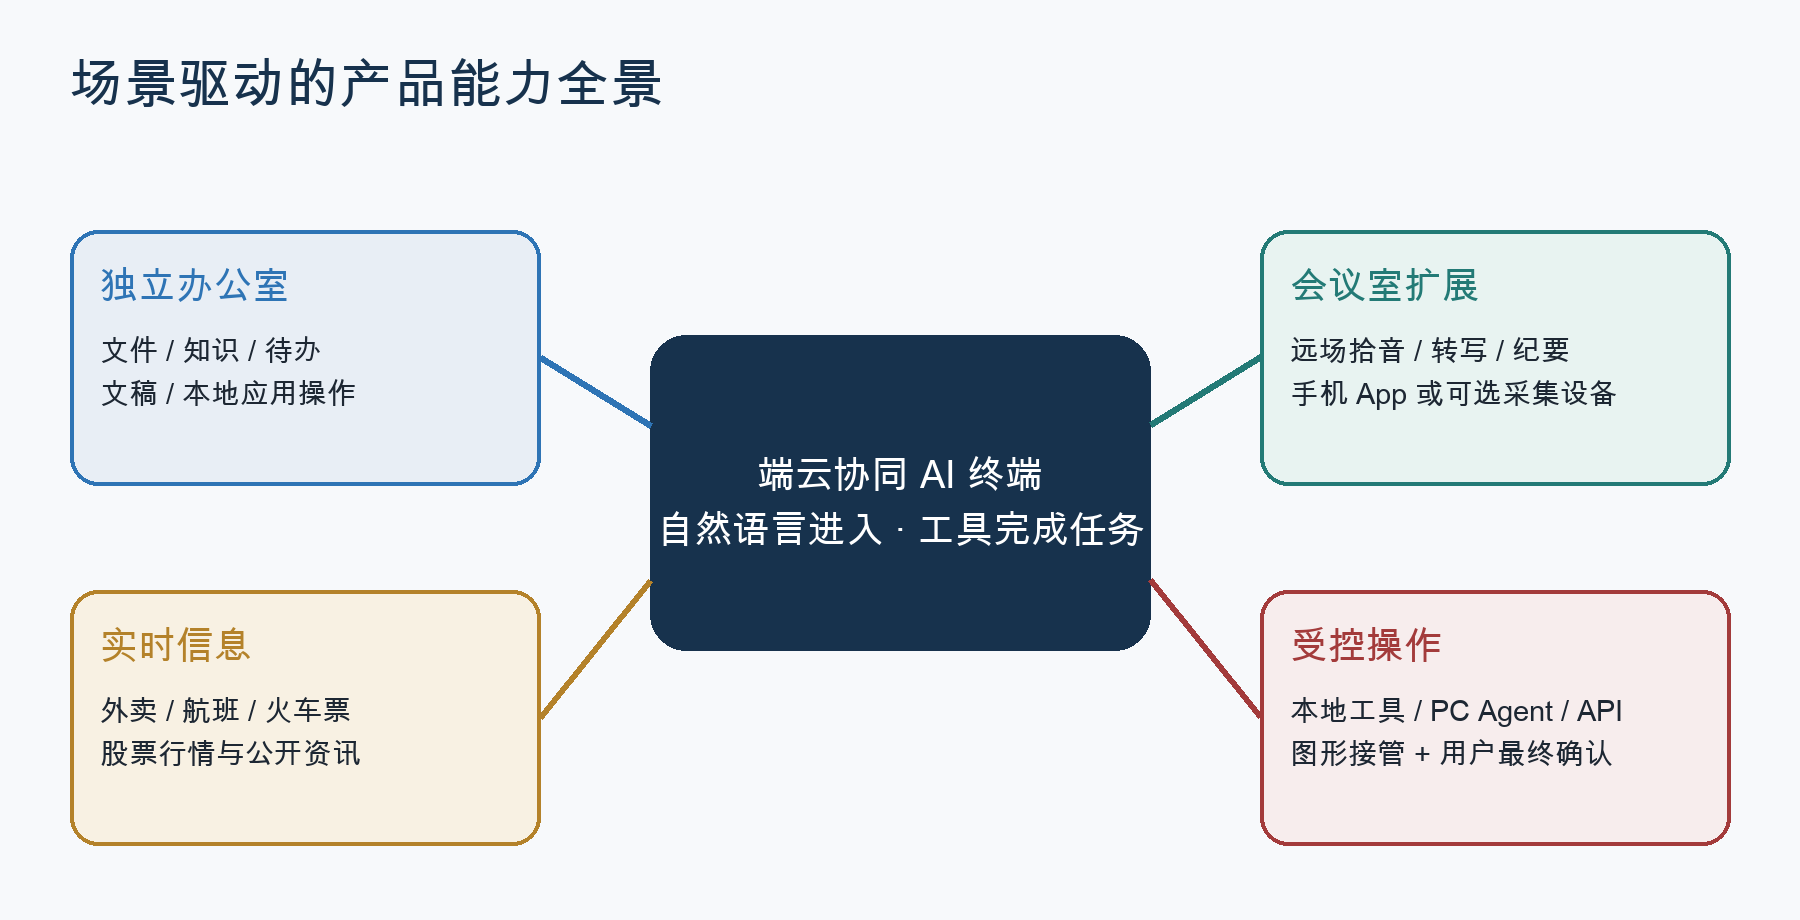 场景驱动的产品能力全景
独立办公室
文件 / 知识 / 待办
文稿 / 本地应用操作
会议室扩展
远场拾音 / 转写 / 纪要
手机 App 或可选采集设备
端云协同 AI 终端
自然语言进入 · 工具完成任务
实时信息
外卖 / 航班 / 火车票
股票行情与公开资讯
受控操作
本地工具 / PC Agent / API
图形接管 + 用户最终确认